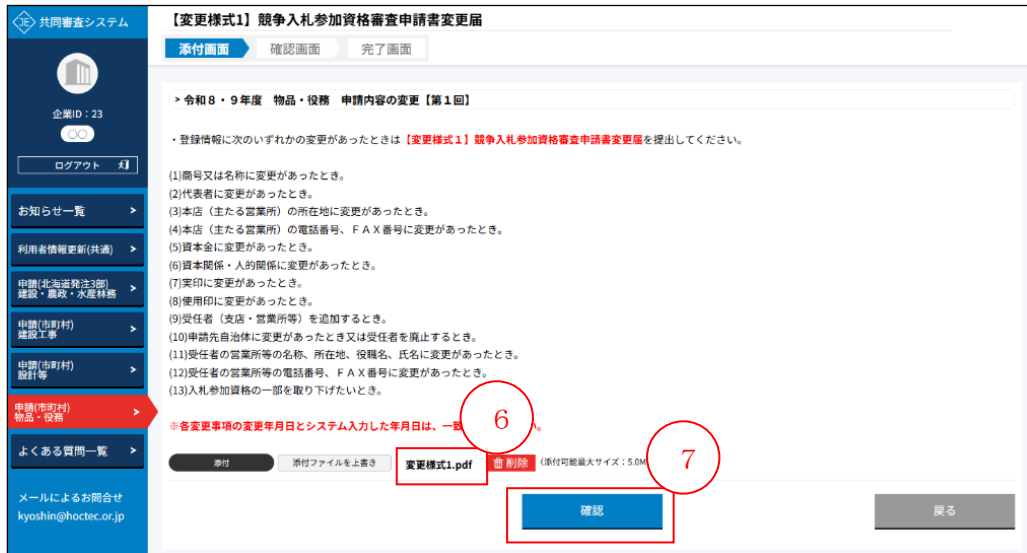 JE 共同審査システム
企業ID：23
○○
ログアウト
お知らせ一覧 >
利用者情報更新(共通) >
申請(北海道発注3部)
建設・農政・水産林務 >
申請(市町村)
建設工事 >
申請(市町村)
設計等 >
申請(市町村)
物品・役務 >
よくある質問一覧 >
メールによるお問合せ
kyoshin@hoctec.or.jp
【変更様式1】競争入札参加資格審査申請書変更届
添付画面 確認画面 完了画面
> 令和８・９年度　物品・役務　申請内容の変更【第１回】
・登録情報に次のいずれかの変更があったときは【変更様式１】競争入札参加資格審査申請書変更届を提出してください。
(1)商号又は名称に変更があったとき。
(2)代表者に変更があったとき。
(3)本店（主たる営業所）の所在地に変更があったとき。
(4)本店（主たる営業所）の電話番号、ＦＡＸ番号に変更があったとき。
(5)資本金に変更があったとき。
(6)資本関係・人的関係に変更があったとき。
(7)実印に変更があったとき。
(8)使用印に変更があったとき。
(9)受任者（支店・営業所等）を追加するとき。
(10)申請先自治体に変更があったとき又は受任者を廃止するとき。
(11)受任者の営業所等の名称、所在地、役職名、氏名に変更があったとき。
(12)受任者の営業所等の電話番号、ＦＡＸ番号に変更があったとき。
(13)入札参加資格の一部を取り下げたいとき。
6
※各変更事項の変更年月日とシステム入力した年月日は、一致 い。
添付 添付ファイルを上書き 変更様式1.pdf 削除 (添付可能最大サイズ：5.0M
7
確認 戻る